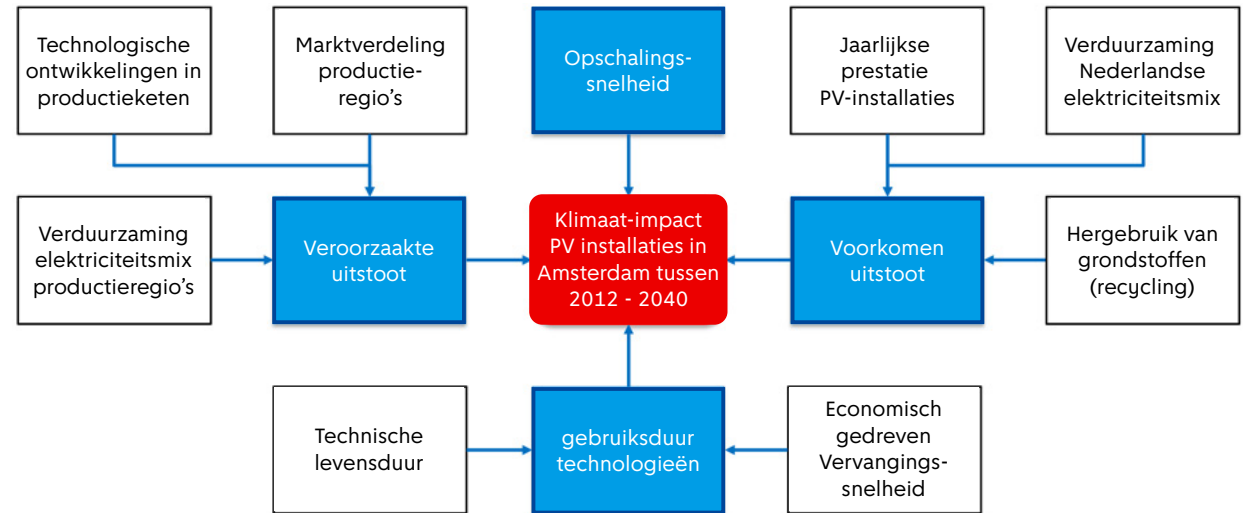 Technologische
ontwikkelingen in
productieketen
Marktverdeling
productie-
regio's
Opschalings-
snelheid
Jaarlijkse
prestatie
PV-installaties
Verduurzaming
Nederlandse
elektriciteitsmix
Verduurzaming
elektriciteitsmix
productieregio's
Veroorzaakte
uitstoot
Klimaat-impact
PV installaties in
Amsterdam tussen
2012 - 2040
Voorkomen
uitstoot
Hergebruik van
grondstoffen
(recycling)
Technische
levensduur
gebruiksduur
technologieën
Economisch
gedreven
Vervangings-
snelheid